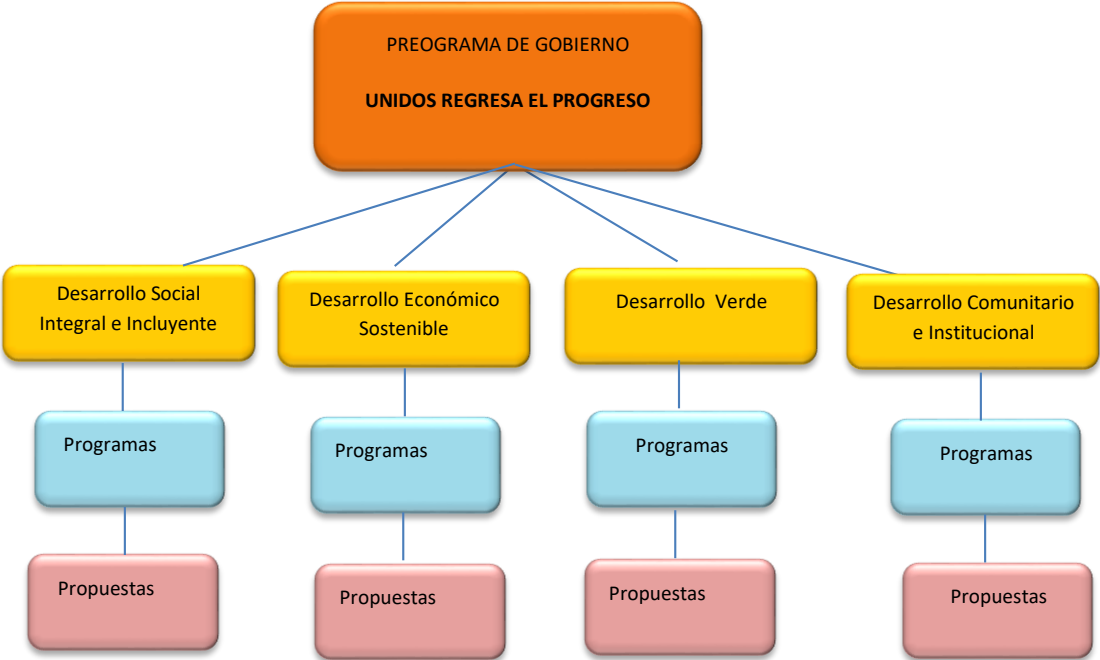 PREOGRAMA DE GOBIERNO
UNIDOS REGRESA EL PROGRESO
Desarrollo Social
Integral e Incluyente
Desarrollo Económico
Sostenible
Desarrollo Verde
Desarrollo Comunitario
e Institucional
Programas
Programas
Programas
Programas
Propuestas
Propuestas
Propuestas
Propuestas